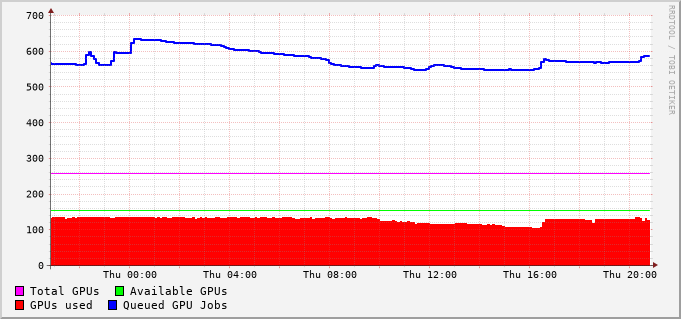 700
600
500
400
300
200
100
0
Thu 00:00 Thu 04:00 Thu 08:00 Thu 12:00 Thu 16:00 Thu 20:00
Total GPUs Available GPUs
GPUs used Queued GPU Jobs
RRDTOOL / TOBI OETIKER